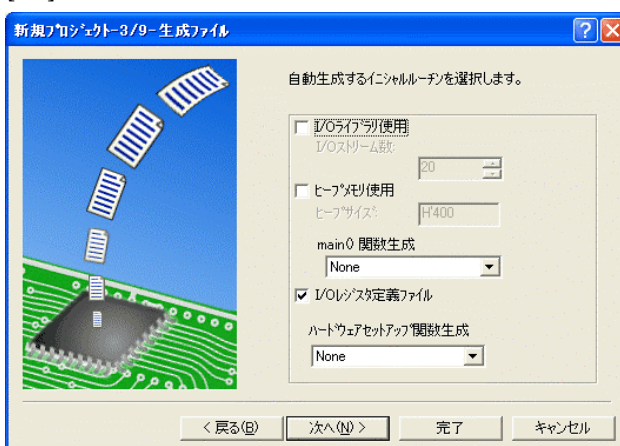 新規ﾌﾟﾛｼﾞｪｸﾄ-3/9-生成ﾌｧｲﾙ
自動生成するｲﾆｼｬﾙﾙｰﾁﾝを選択します。
I/Oﾗｲﾌﾞﾗﾘ使用
I/Oｽﾄﾘｰﾑ数:
20
ﾋｰﾌﾟﾒﾓﾘ使用
ﾋｰﾌﾟｻｲｽﾞ:
H'400
main() 関数生成
None
I/Oﾚｼﾞｽﾀ定義ﾌｧｲﾙ
ﾊｰﾄﾞｳｪｱｾｯﾄｱｯﾌﾟ関数生成
None
< 戻る(B)
次へ(N) >
完了
キャンセル